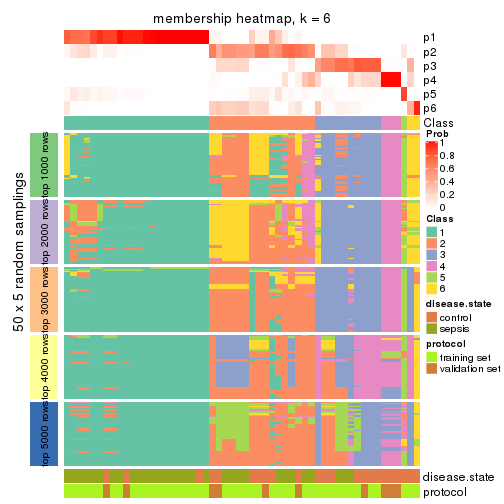 membership heatmap, k = 6
p1
p2
p3
p4
p5
p6
Class
50 x 5 random samplings
top 1000 rows
top 2000 rows
top 3000 rows
top 4000 rows
top 5000 rows
disease.state
protocol
Prob
1
0.8
0.6
0.4
0.2
0
Class
1
2
3
4
5
6
disease.state
control
sepsis
protocol
training set
validation set